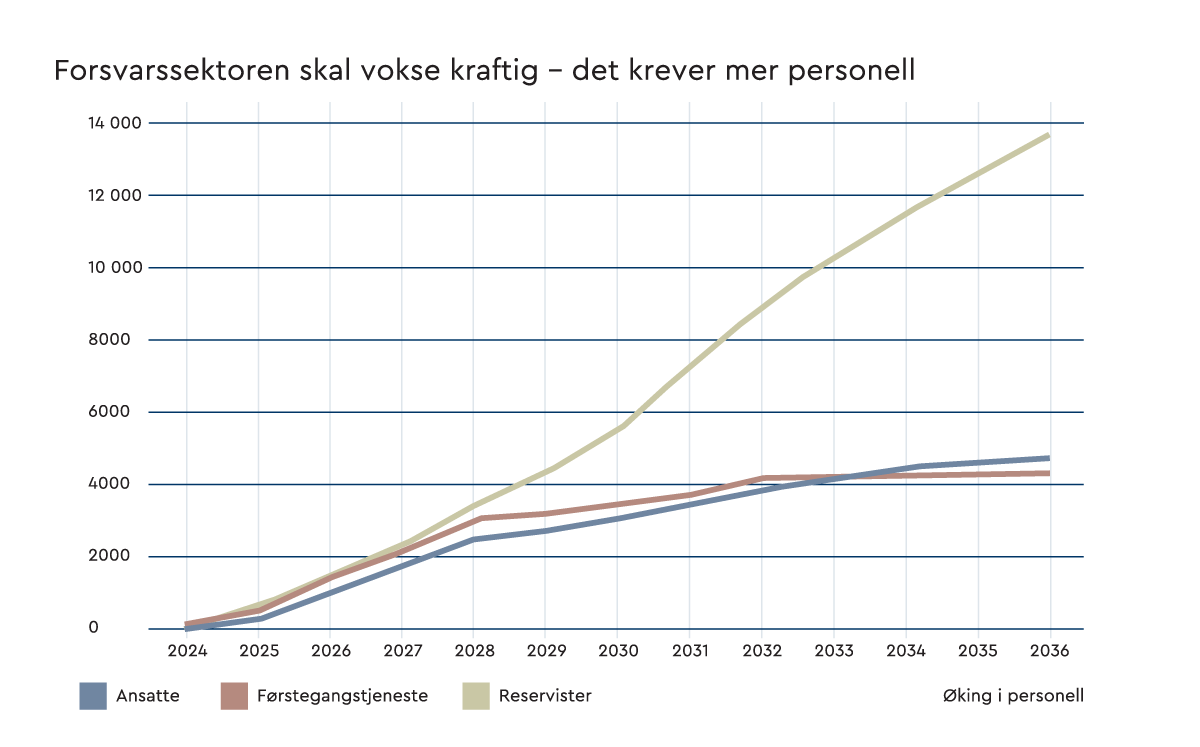 Forsvarssektoren skal vokse kraftig – det krever mer personell
14 000
12 000
10 000
8000
6000
4000
2000
0
2024 2025 2026 2027 2028 2029 2030 2031 2032 2033 2034 2035 2036
Ansatte Førstegangstjeneste Reservister Øking i personell